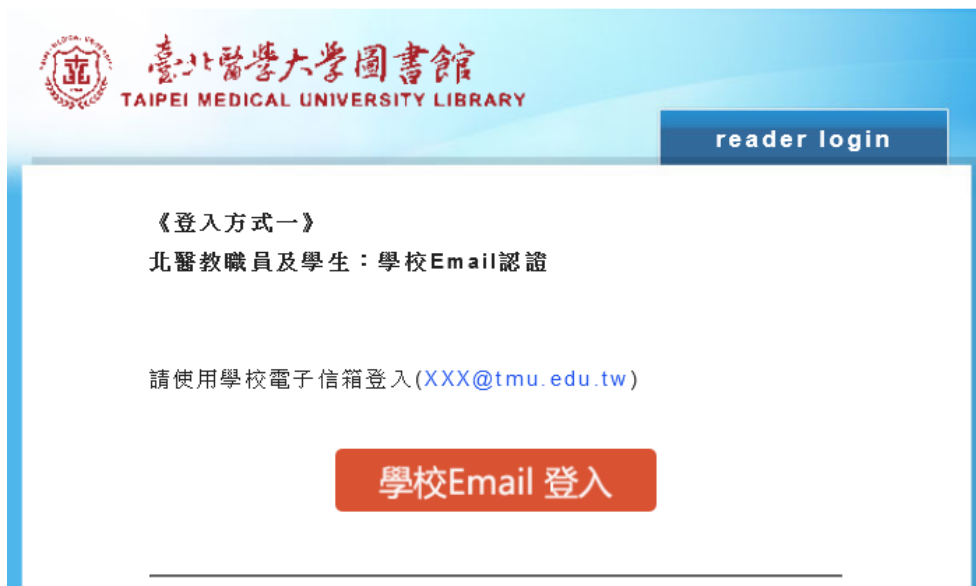 臺北醫學大学圖書館
TAIPEI MEDICAL UNIVERSITY LIBRARY
reader login
《登入方式一》
北醫教職員及學生：學校Email認證
請使用學校電子信箱登入(XXX@tmu.edu.tw)
學校Email 登入